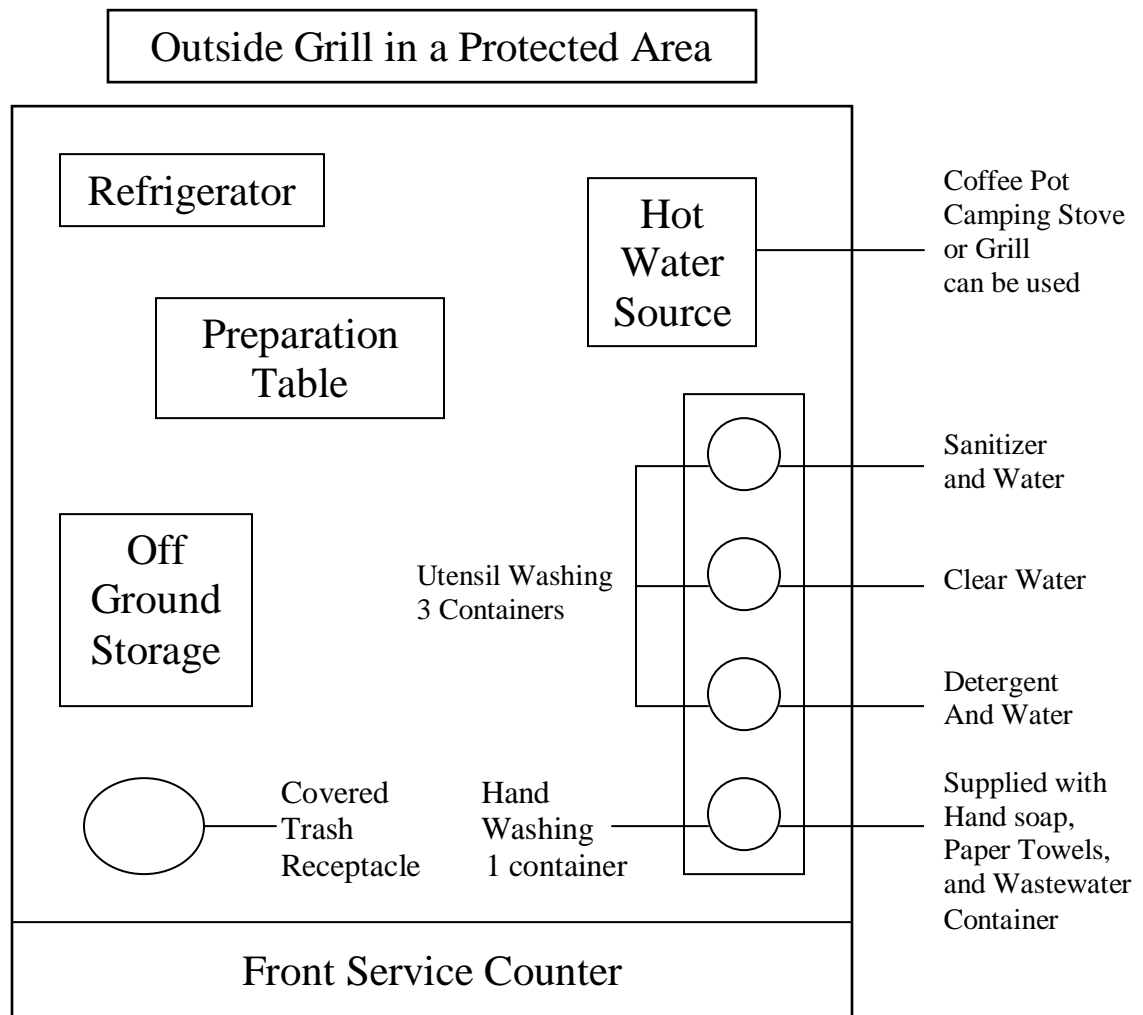 Outside Grill in a Protected Area
Refrigerator
Hot
Water
Source
Coffee Pot
Camping Stove
or Grill
can be used
Preparation
Table
Sanitizer
and Water
Off
Ground
Storage
Utensil Washing
3 Containers
Clear Water
Detergent
And Water
Covered
Trash
Receptacle
Hand
Washing
1 container
Supplied with
Hand soap,
Paper Towels,
and Wastewater
Container
Front Service Counter